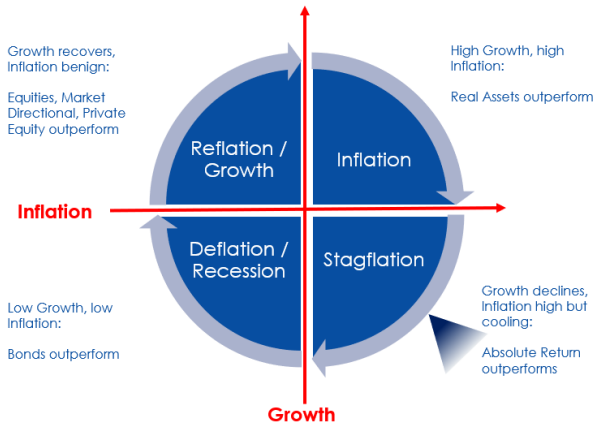 Growth recovers,
Inflation benign:
Equities, Market
Directional, Private
Equity outperform
High Growth, high
Inflation:
Real Assets outperform
Reflation /
Growth
Inflation
Inflation
Deflation /
Recession
Stagflation
Low Growth, low
Inflation:
Bonds outperform
Growth declines,
Inflation high but
cooling:
Absolute Return
outperforms
Growth